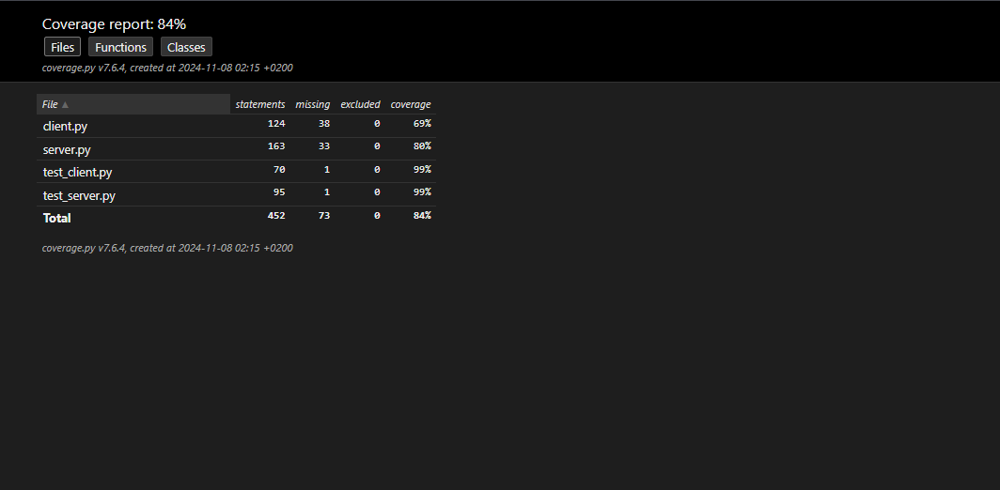 Coverage report: 84%
Files Functions Classes
coverage.py v7.6.4, created at 2024-11-08 02:15 +0200
File ▲ statements missing excluded coverage
client.py 124 38 0 69%
server.py 163 33 0 80%
test_client.py 70 1 0 99%
test_server.py 95 1 0 99%
Total 452 73 0 84%
coverage.py v7.6.4, created at 2024-11-08 02:15 +0200